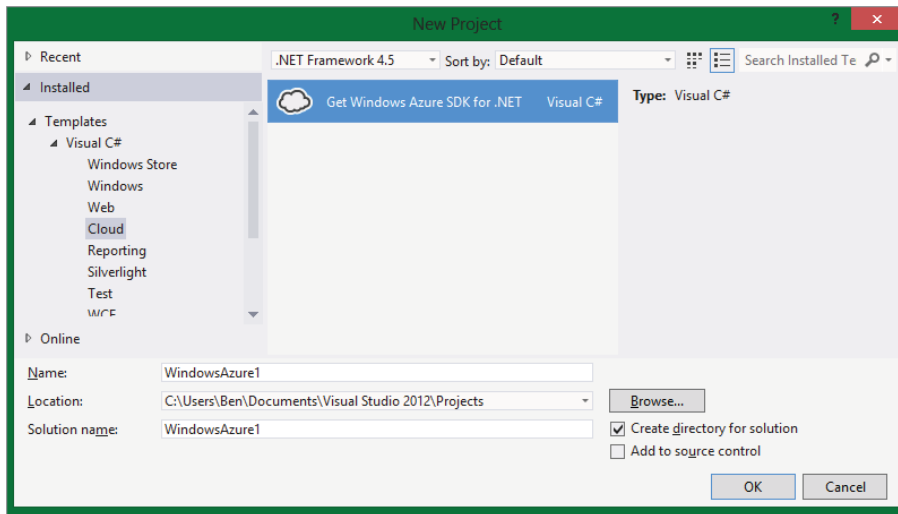 New Project
? ×
Recent
.NET Framework 4.5 Sort by: Default Search Installed Te
Installed
Get Windows Azure SDK for .NET Visual C# Type: Visual C#
Templates
Visual C#
Windows Store
Windows
Web
Cloud
Reporting
Silverlight
Test
WCF
Online
Name: WindowsAzure1
Location: C:\Users\Ben\Documents\Visual Studio 2012\Projects Browse...
Solution name: WindowsAzure1 Create directory for solution
Add to source control
OK Cancel